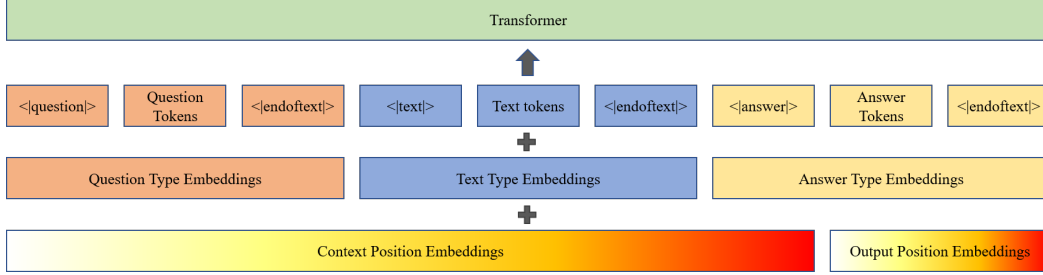 Transformer
<|question|>
Question
Tokens
<|endoftext|>
<|text|>
Text tokens
<|endoftext|>
<|answer|>
Answer
Tokens
<|endoftext|>
Question Type Embeddings
Text Type Embeddings
Answer Type Embeddings
Context Position Embeddings
Output Position Embeddings